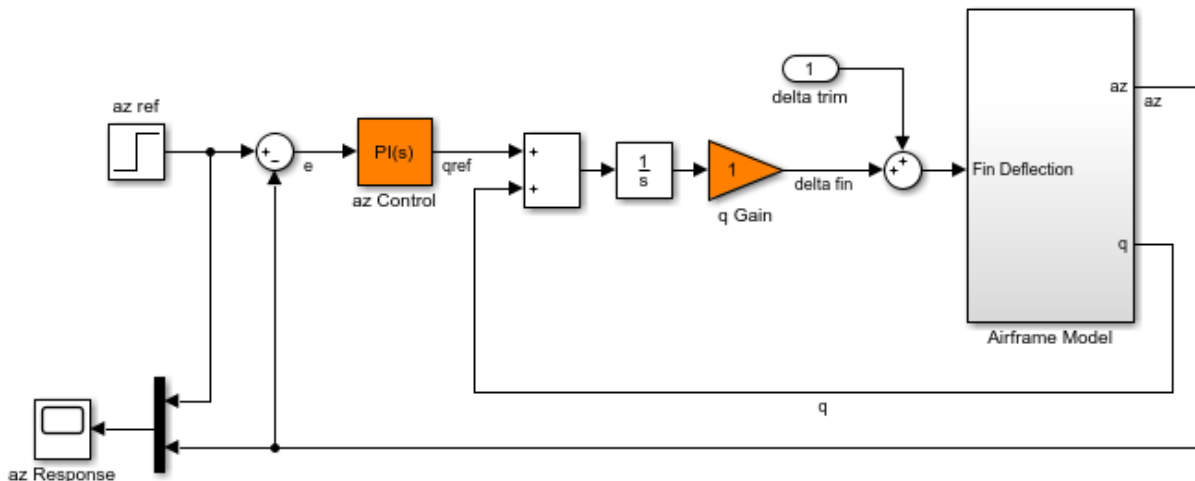 az ref
+
−
e
PI(s)
az Control
qref
+
+
1
s
1
q Gain
delta fin
1
delta trim
+
+
Fin Deflection
az
q
Airframe Model
az
q
az Response